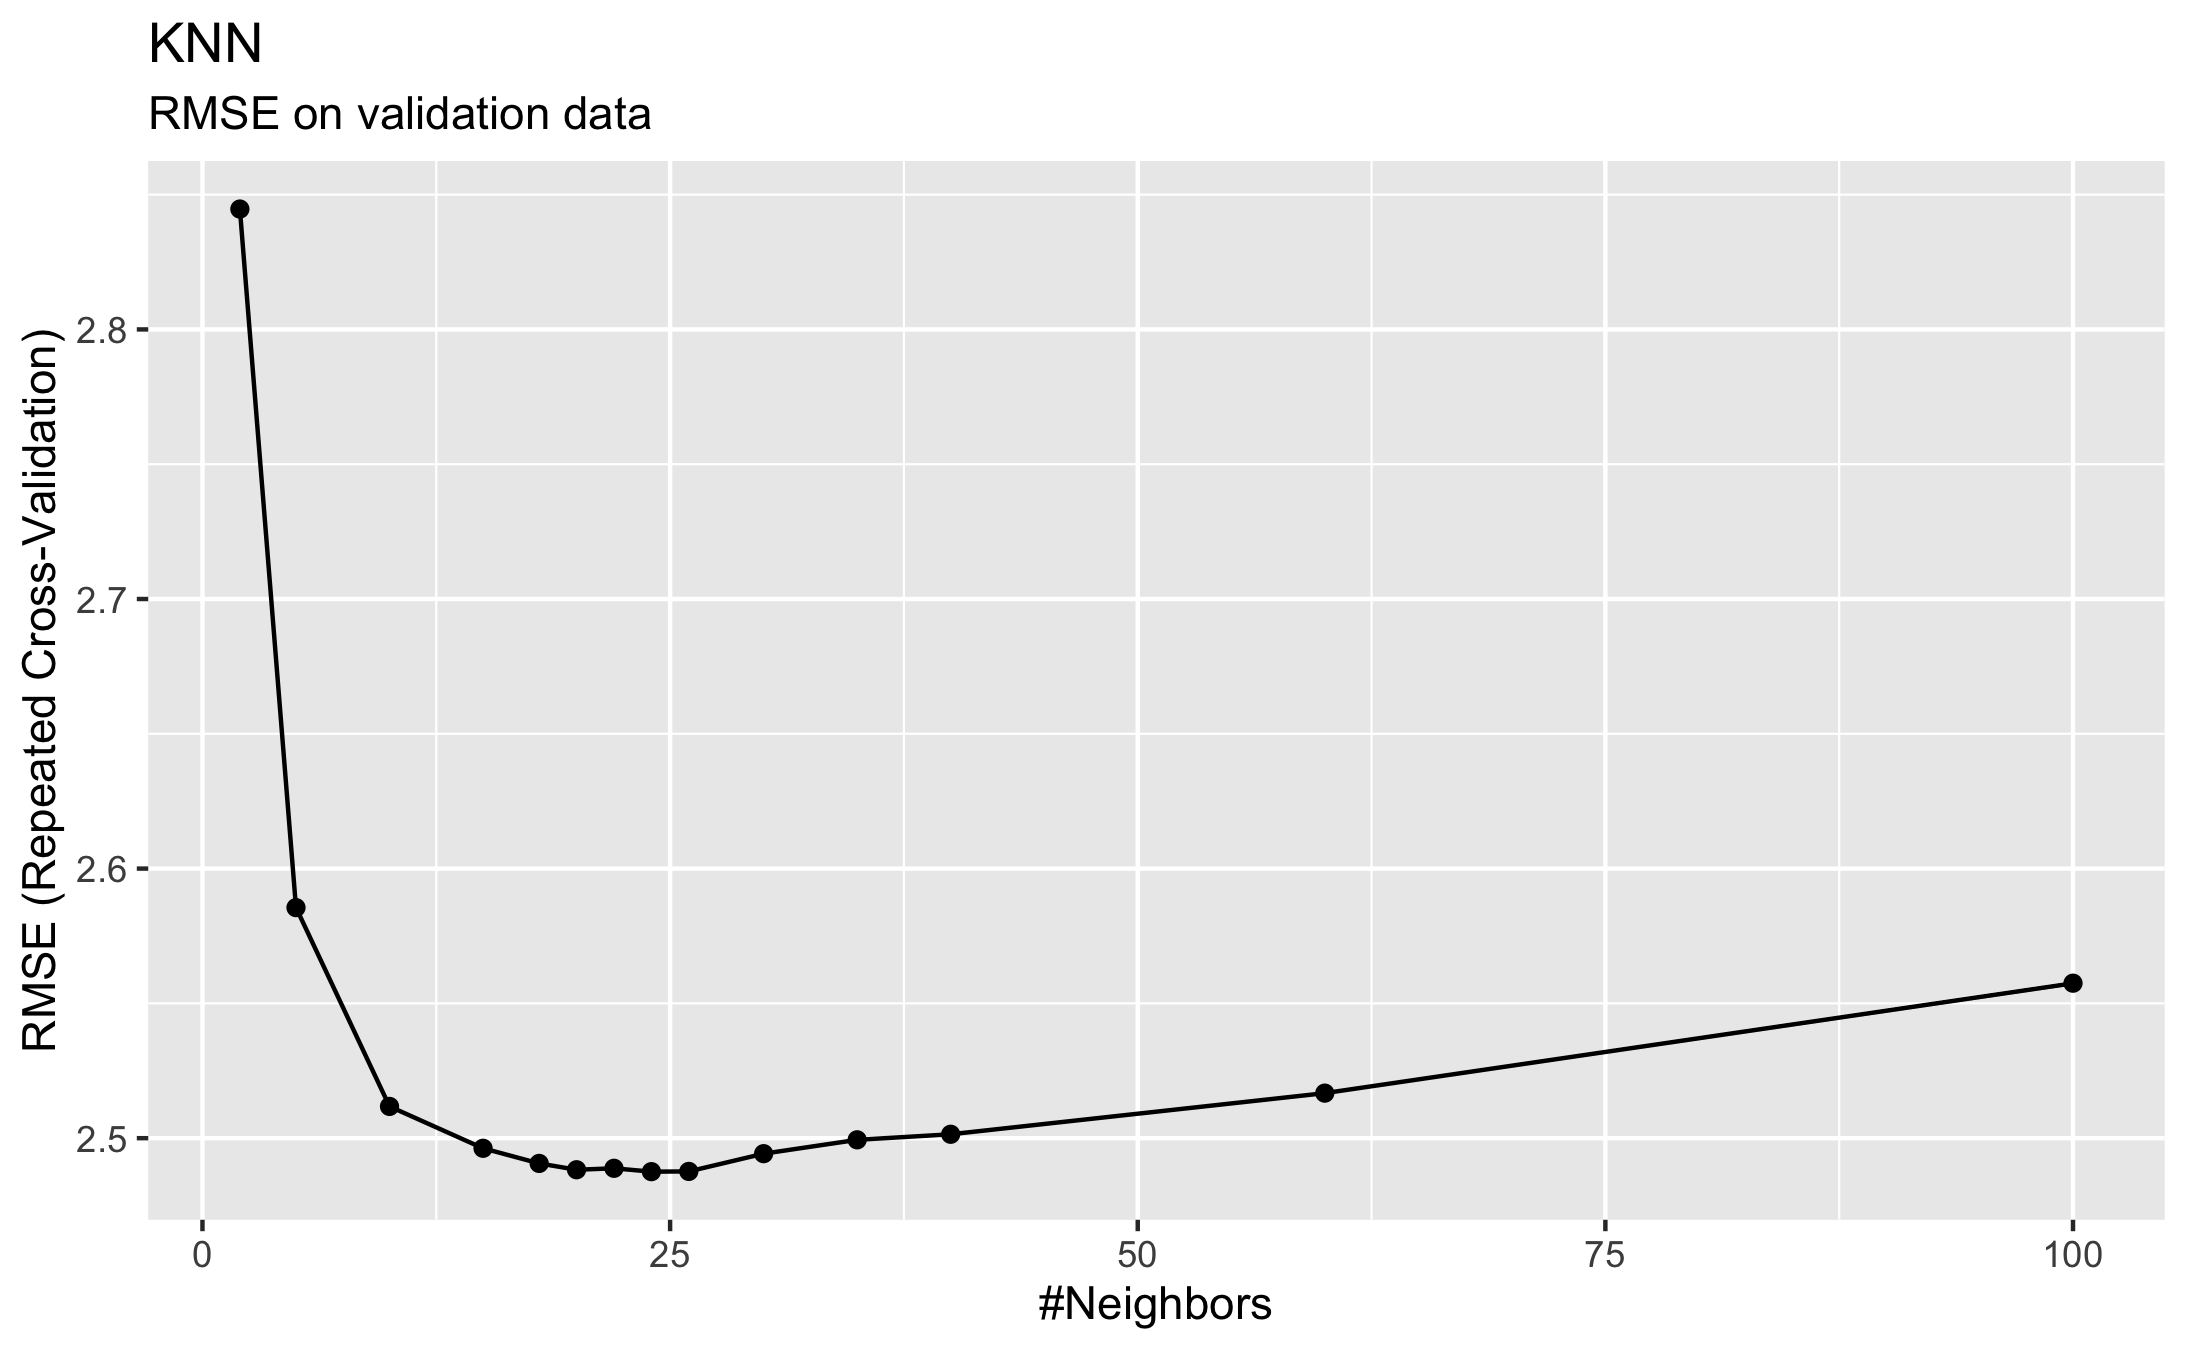 KNN
RMSE on validation data
RMSE (Repeated Cross-Validation)
2.8
2.7
2.6
2.5
0 25 50 75 100
#Neighbors